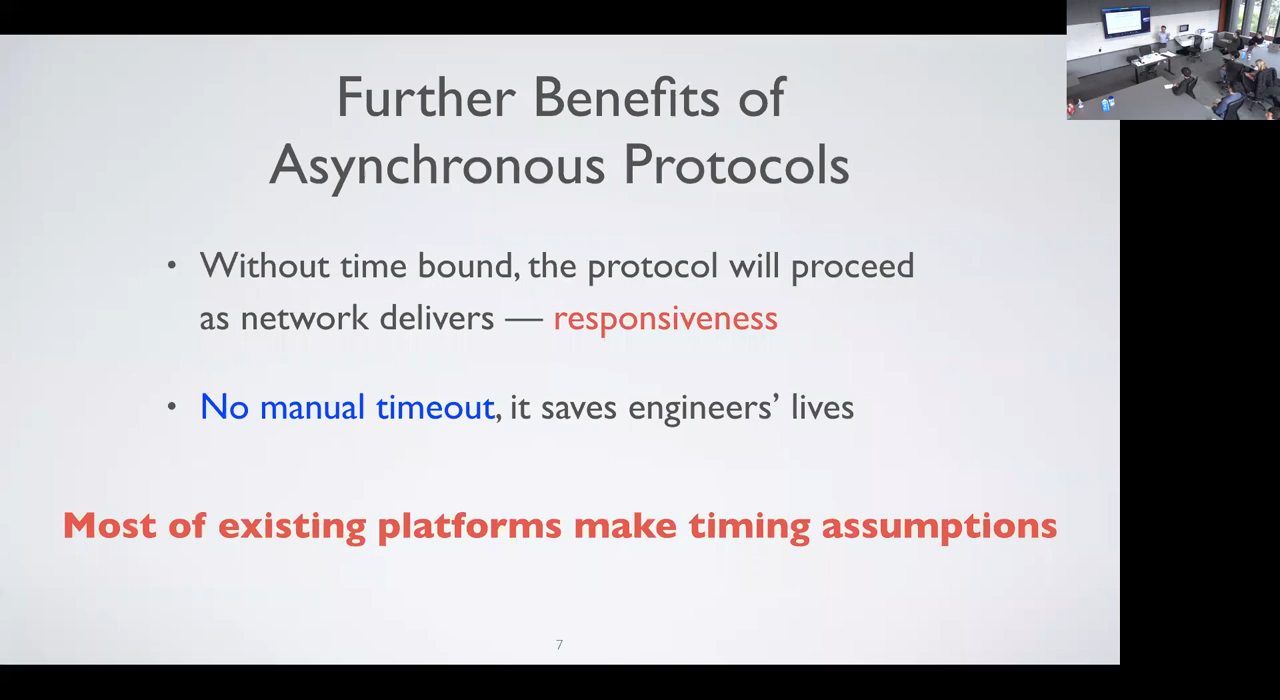 Further Benefits of
Asynchronous Protocols
• Without time bound, the protocol will proceed
as network delivers — responsiveness
• No manual timeout, it saves engineers’ lives
Most of existing platforms make timing assumptions
7